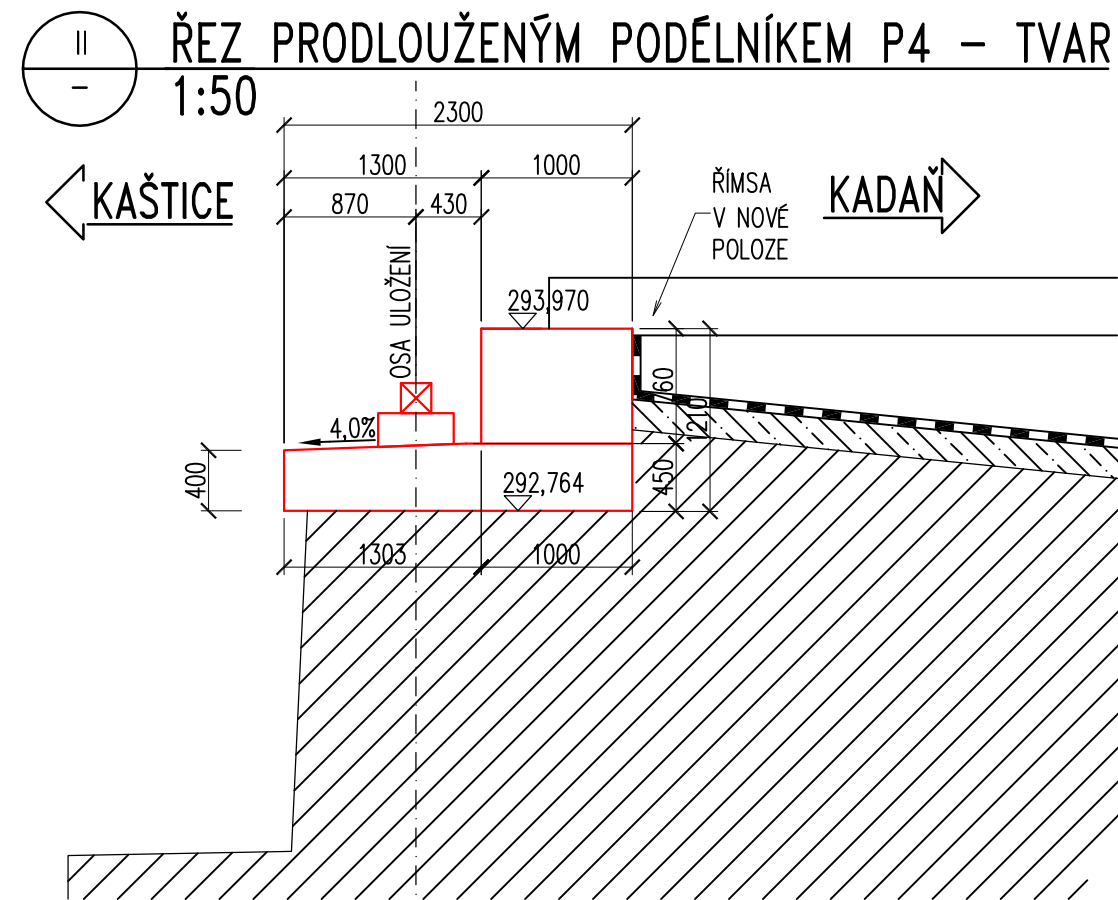 II
-
ŘEZ PRODLOUŽENÝM PODÉLNÍKEM P4 – TVAR
1:50
2300
1300
1000
870
430
KAŠTICE
ŘÍMSA
V NOVÉ
POLOZE
KADAŇ
OSA ULOŽENÍ
293,970
4,0%
760
1210
400
292,764
450
1303
1000